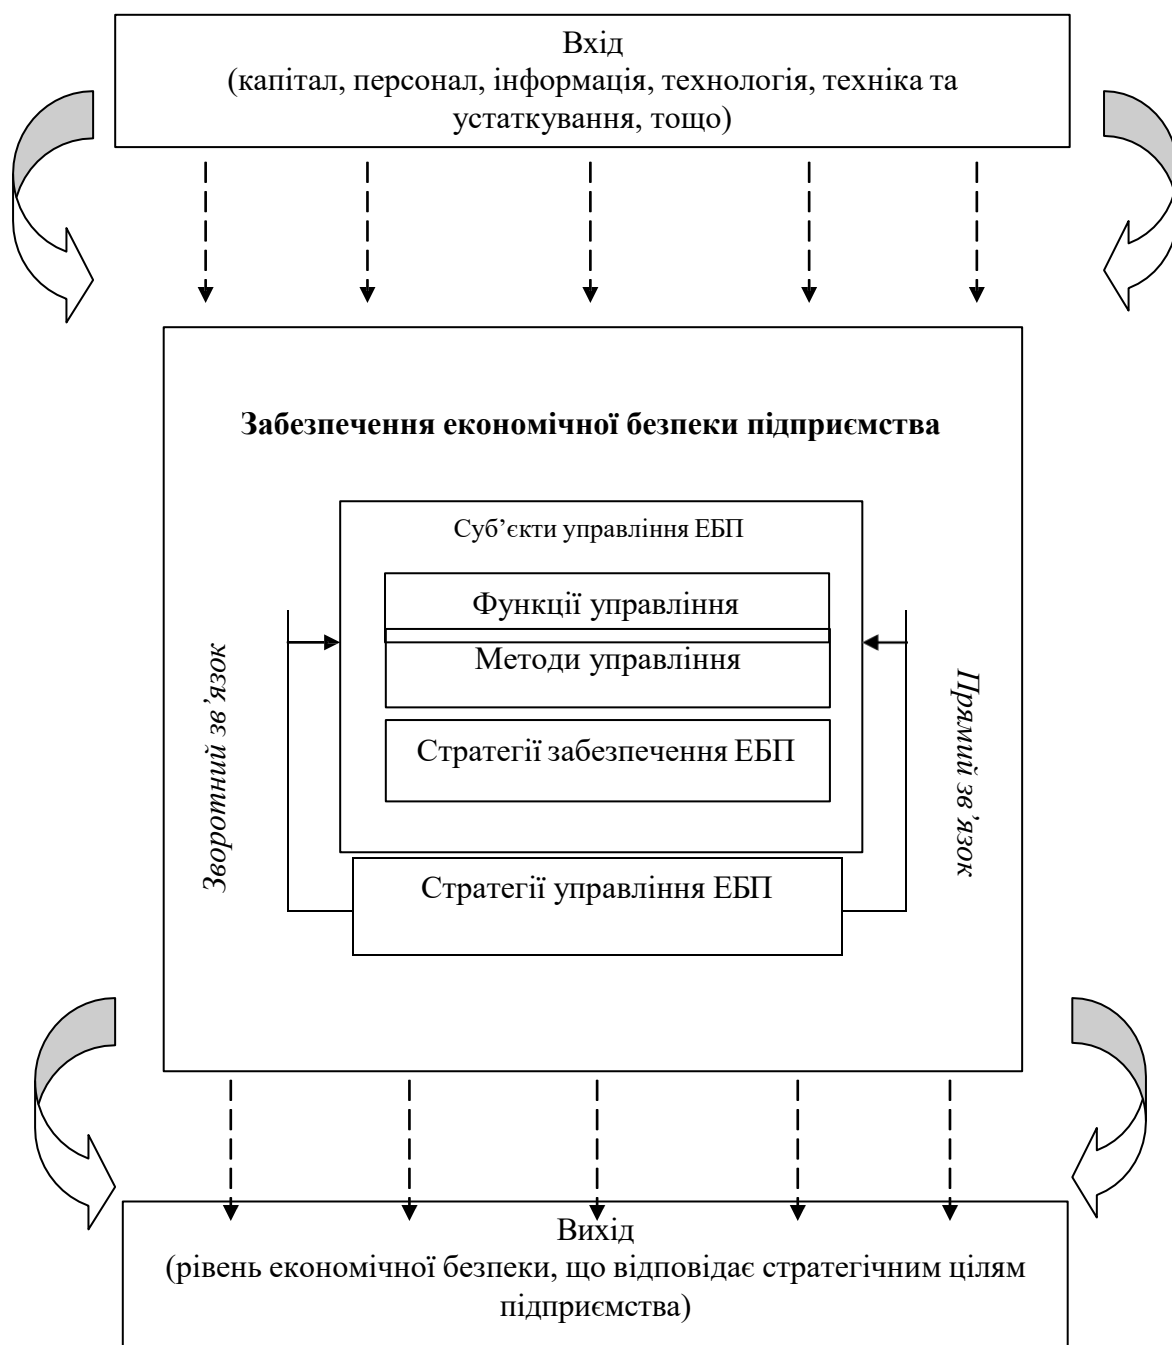 Вхід
(капітал, персонал, інформація, технологія, техніка та
устаткування, тощо)
Забезпечення економічної безпеки підприємства
Суб’єкти управління ЕБП
Функції управління
Методи управління
Стратегії забезпечення ЕБП
Зворотний зв’язок
Прямий зв’язок
Стратегії управління ЕБП
Вихід
(рівень економічної безпеки, що відповідає стратегічним цілям
підприємства)